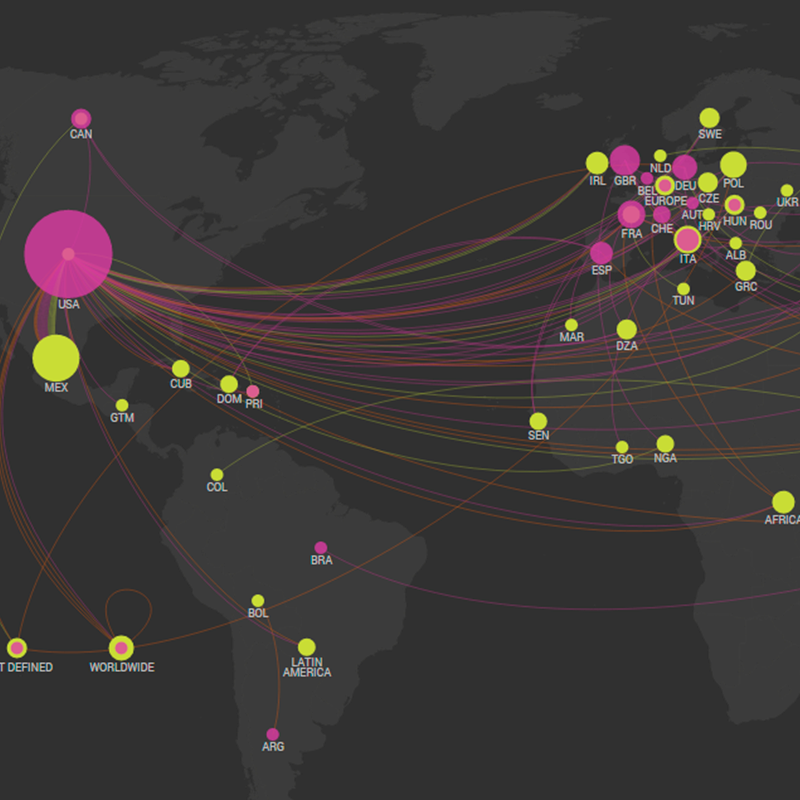 SWE
CAN
IRL
GBR
NLD
DEU
POL
BEL
EUROPE
CZE
UKR
AUT
HRV
HUN
ROU
FRA
CHE
ITA
ALB
ESP
GRC
USA
TUN
MAR
DZA
MEX
CUB
DOM
PRI
GTM
SEN
TGO
NGA
COL
AFRICA
BRA
BOL
T DEFINED
WORLDWIDE
LATIN
AMERICA
ARG